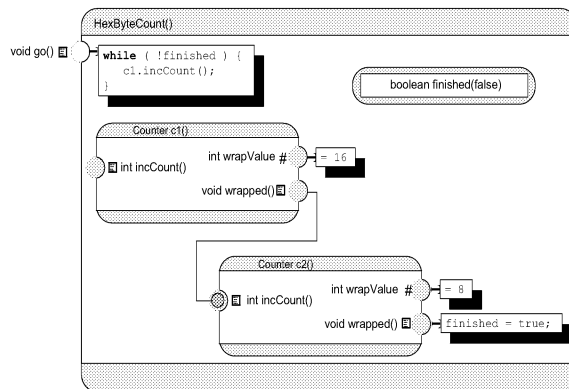 HexByteCount()
void go()
while ( !finished ) {
c1.incCount();
}
boolean finished(false)
Counter c1()
int incCount()
int wrapValue #
= 16
void wrapped()
Counter c2()
int incCount()
int wrapValue #
= 8
void wrapped()
finished = true;